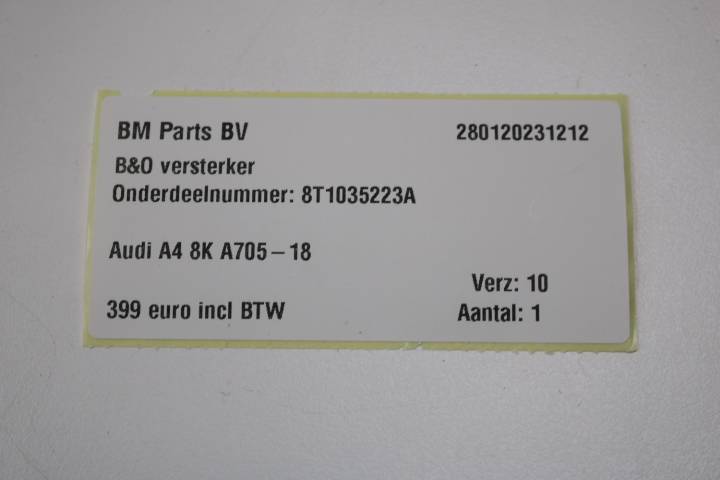 BM Parts BV 280120231212
B&O versterker
Onderdeelnummer: 8T1035223A
Audi A4 8K A705-18
Verz: 10
399 euro incl BTW Aantal: 1